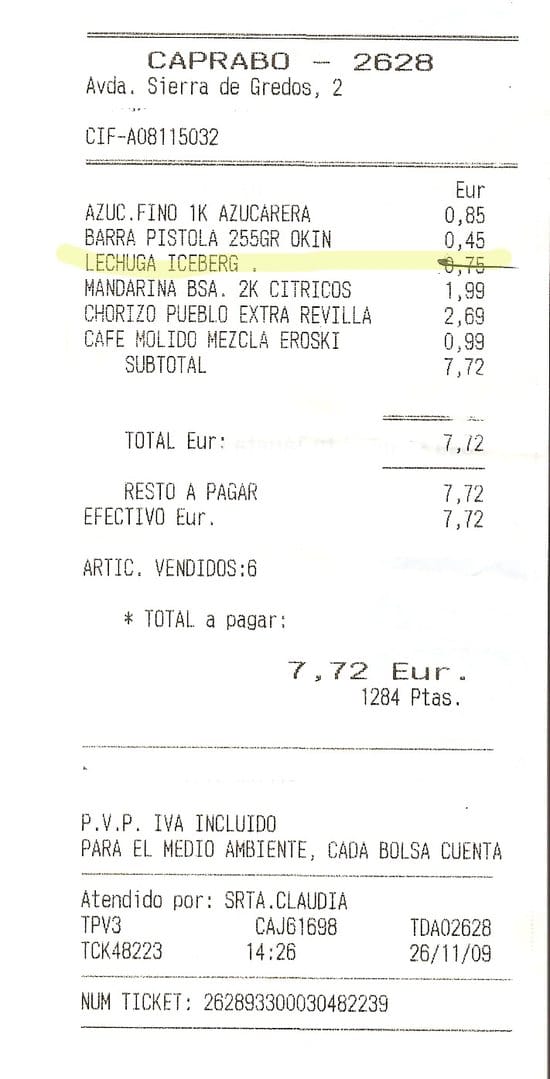 CAPRABO - 2628
Avda. Sierra de Gredos, 2
CIF-A08115032
Eur
AZUC.FINO 1K AZUCARERA 0,85
BARRA PISTOLA 255GR OKIN 0,45
LECHUGA ICEBERG . 0,75
MANDARINA BSA. 2K CITRICOS 1,99
CHORIZO PUEBLO EXTRA REVILLA 2,69
CAFE MOLIDO MEZCLA EROSKI 0,99
SUBTOTAL 7,72
TOTAL Eur: 7,72
RESTO A PAGAR 7,72
EFECTIVO Eur. 7,72
ARTIC. VENDIDOS:6
* TOTAL a pagar:
7,72 Eur.
1284 Ptas.
P.V.P. IVA INCLUIDO
PARA EL MEDIO AMBIENTE, CADA BOLSA CUENTA
Atendido por: SRTA.CLAUDIA
TPV3 CAJ61698 TDA02628
TCK48223 14:26 26/11/09
NUM TICKET: 262893300030482239